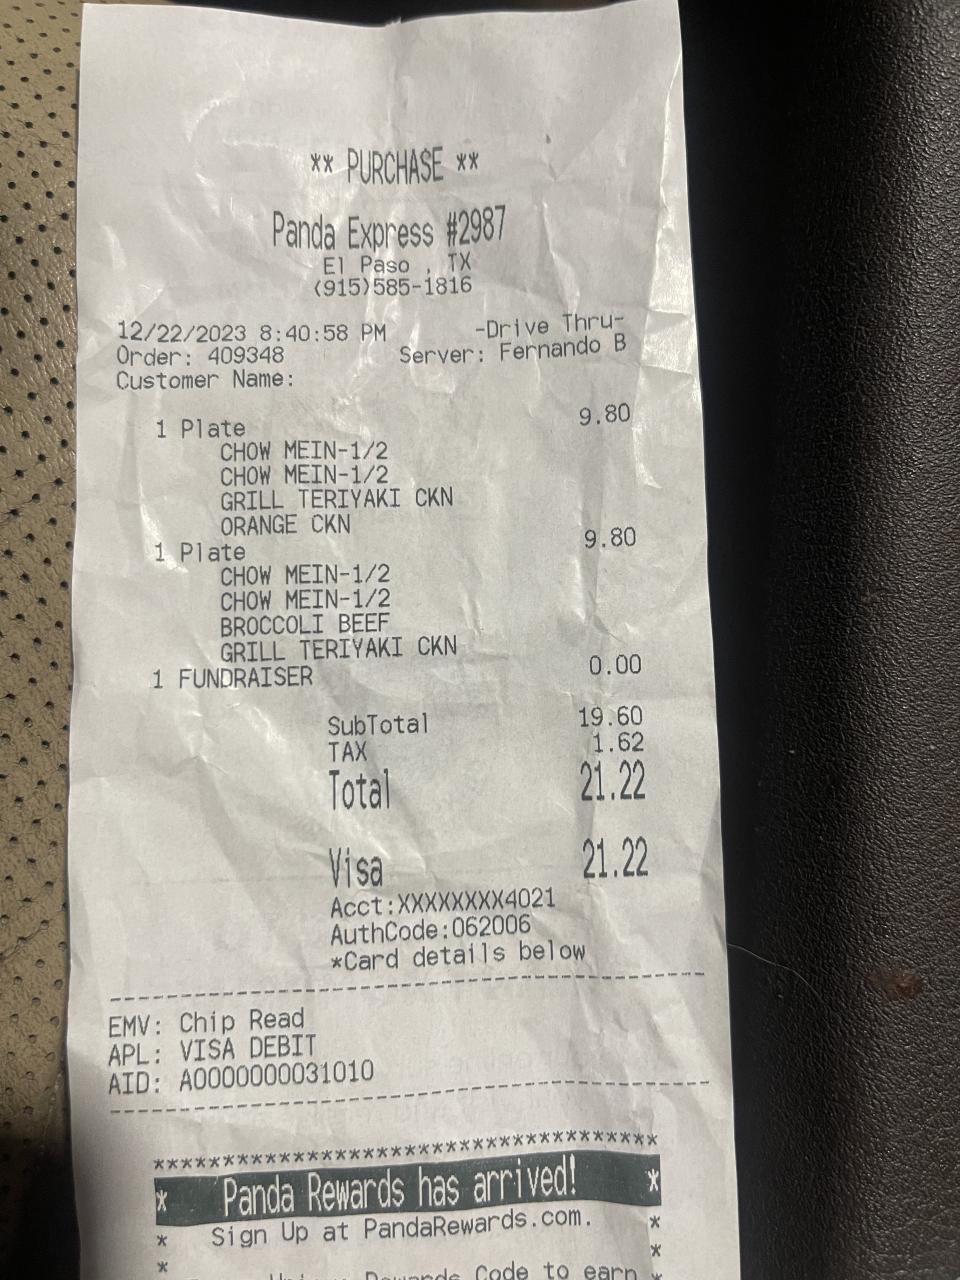 ** PURCHASE **
Panda Express #2987
El Paso , TX
(915)585-1816
12/22/2023 8:40:58 PM -Drive Thru-
Order: 409348 Server: Fernando B
Customer Name:
1 Plate 9.80
CHOW MEIN-1/2
CHOW MEIN-1/2
GRILL TERIYAKI CKN
ORANGE CKN
1 Plate 9.80
CHOW MEIN-1/2
CHOW MEIN-1/2
BROCCOLI BEEF
GRILL TERIYAKI CKN
1 FUNDRAISER 0.00
SubTotal 19.60
TAX 1.62
Total 21.22
Visa 21.22
Acct:XXXXXXXX4021
AuthCode:062006
*Card details below
------------------------------------------
EMV: Chip Read
APL: VISA DEBIT
AID: A0000000031010
------------------------------------------
************************************
* Panda Rewards has arrived! *
* Sign Up at PandaRewards.com. *
* *
Rewards Code to earn *